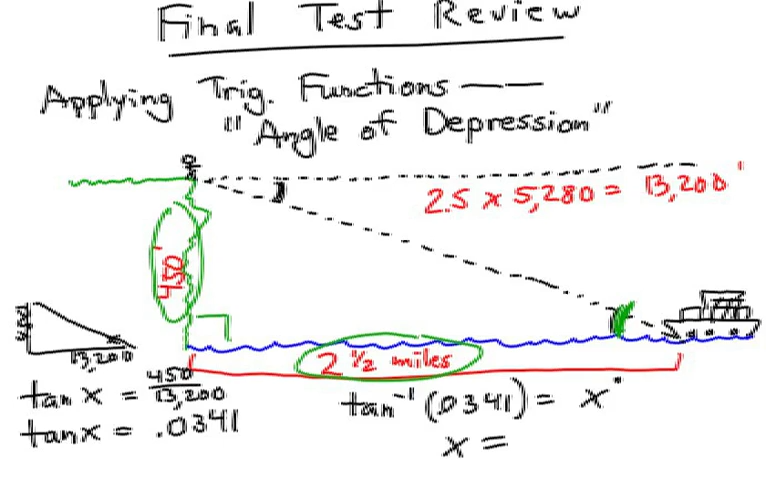 Final Test Review
Applying Trig. Functions —
"Angle of Depression"
2.5 x 5,280 = 13,200'
450'
2 1/2 miles
450
13,200
tan x = 450/13,200
tan x = .0341
tan⁻¹ (.0341) = x°
x =